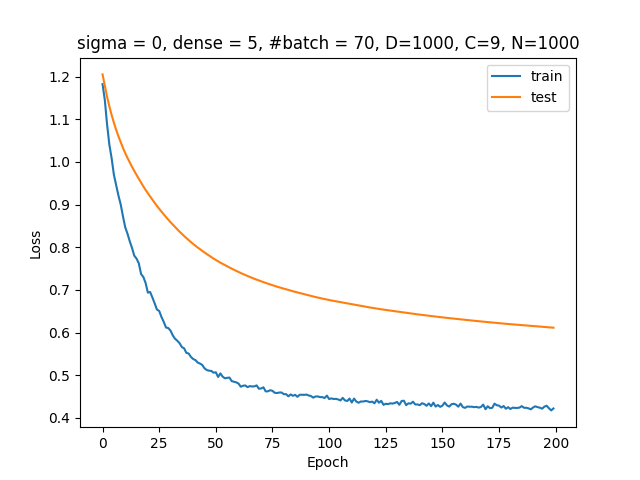 sigma = 0, dense = 5, #batch = 70, D=1000, C=9, N=1000
train
test
Loss
1.2
1.1
1.0
0.9
0.8
0.7
0.6
0.5
0.4
0 25 50 75 100 125 150 175 200
Epoch